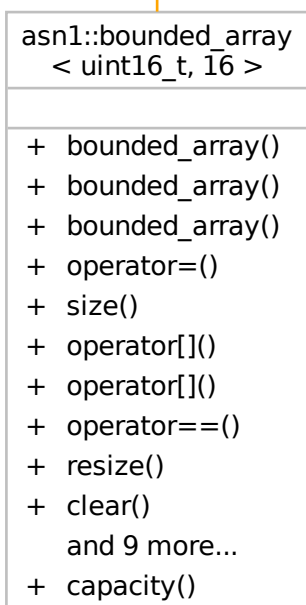 asn1::bounded_array
< uint16_t, 16 >
+ bounded_array()
+ bounded_array()
+ bounded_array()
+ operator=()
+ size()
+ operator[]()
+ operator[]()
+ operator==()
+ resize()
+ clear()
and 9 more...
+ capacity()